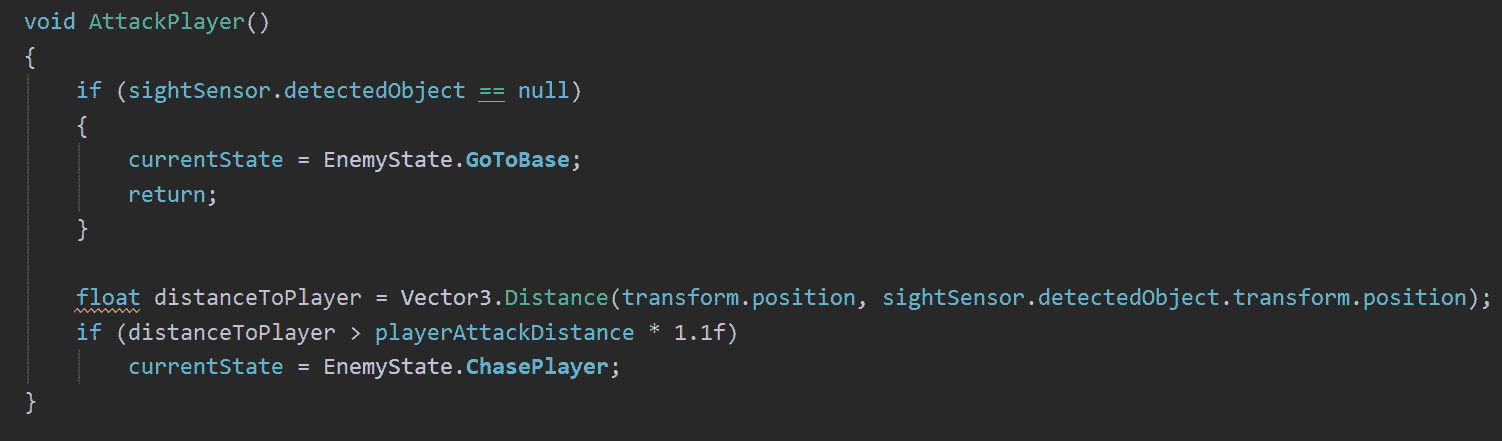 void AttackPlayer()
{
    if (sightSensor.detectedObject == null)
    {
        currentState = EnemyState.GoToBase;
        return;
    }

    float distanceToPlayer = Vector3.Distance(transform.position, sightSensor.detectedObject.transform.position);
    if (distanceToPlayer > playerAttackDistance * 1.1f)
        currentState = EnemyState.ChasePlayer;
}